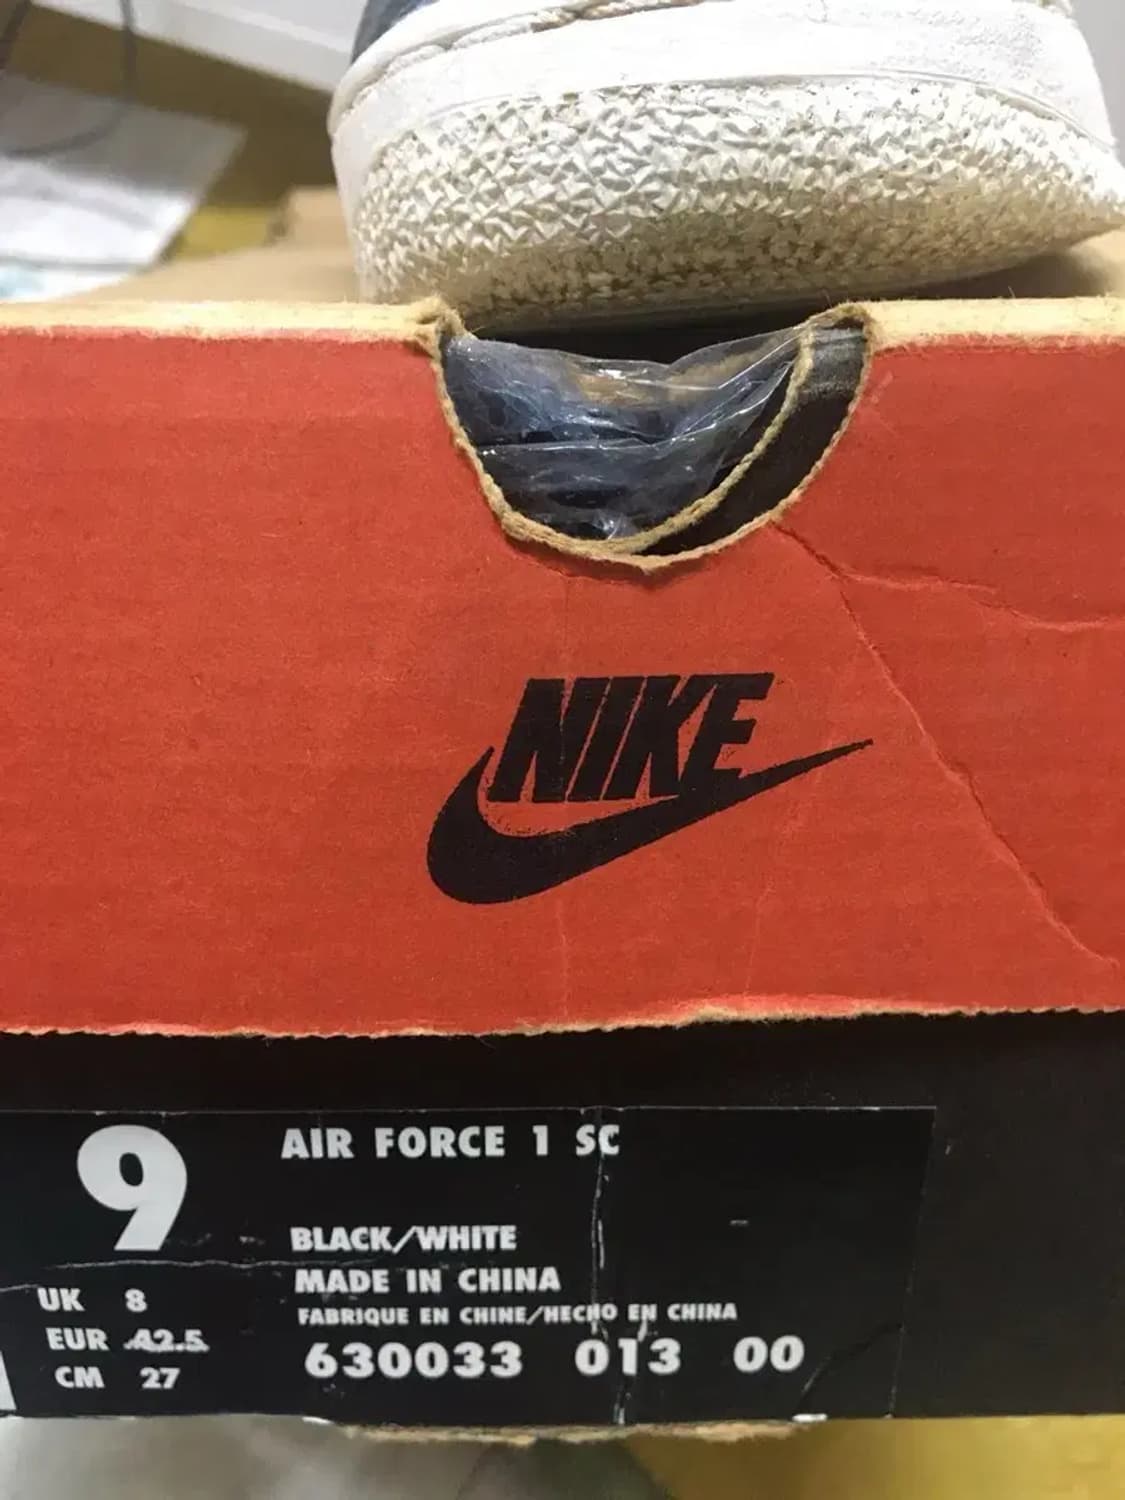 NIKE
9
AIR FORCE 1 SC
BLACK/WHITE
MADE IN CHINA
FABRIQUE EN CHINE/HECHO EN CHINA
630033 013 00
UK 8
EUR 42.5
CM 27